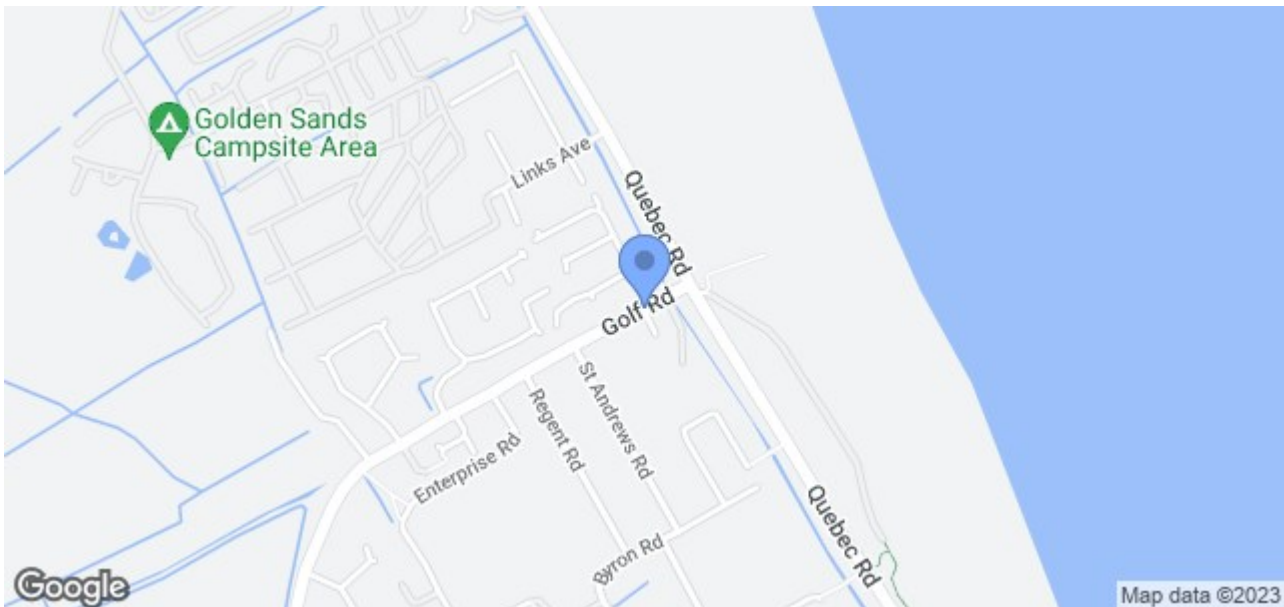 Golden Sands
Campsite Area
Links Ave
Quebec Rd
Golf Rd
St Andrews Rd
Regent Rd
Enterprise Rd
Byron Rd
Quebec Rd
Google
Map data ©2023